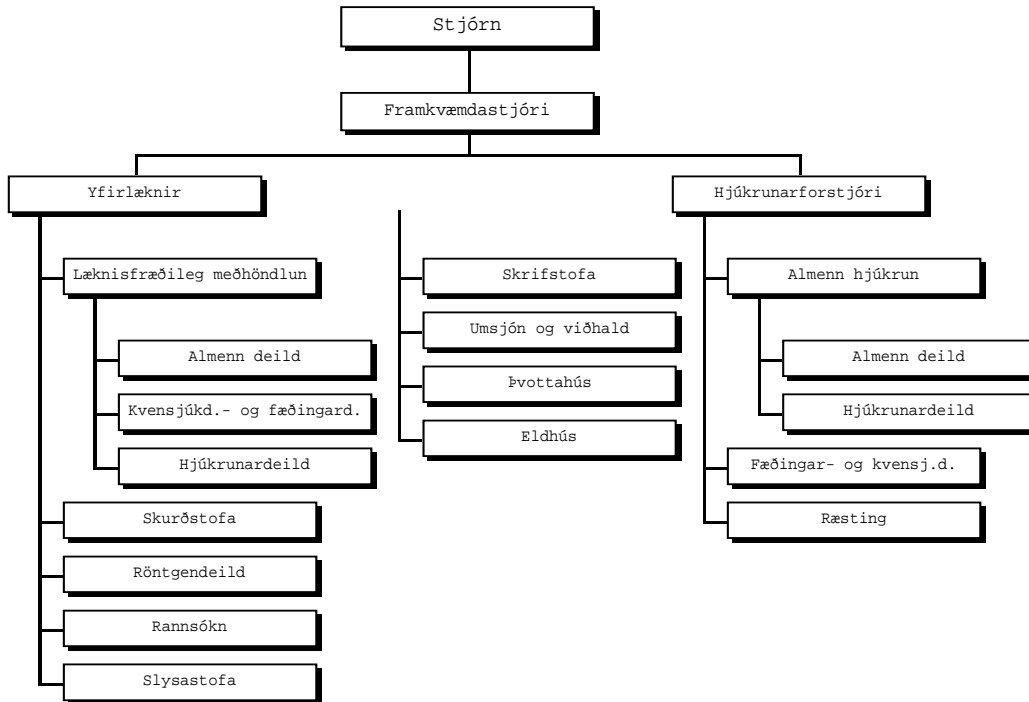 Stjórn
Framkvæmdastjóri
Yfirlæknir
Hjúkrunarforstjóri
Læknisfræðileg meðhöndlun
Almenn deild
Kvensjúkd.- og fæðingard.
Hjúkrunardeild
Skurðstofa
Röntgendeild
Rannsókn
Slysastofa
Skrifstofa
Umsjón og viðhald
Þvottahús
Eldhús
Almenn hjúkrun
Almenn deild
Hjúkrunardeild
Fæðingar- og kvensj.d.
Ræsting